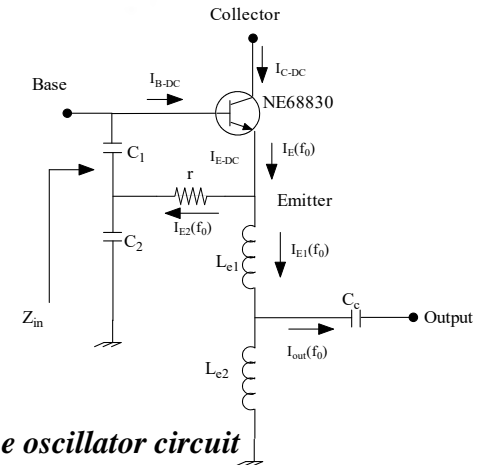 Collector
I_B-DC
I_C-DC
Base
NE68830
C_1
I_E-DC
I_E(f_0)
r
Emitter
I_E2(f_0)
C_2
L_e1
I_E1(f_0)
C_c
Z_in
Output
I_out(f_0)
L_e2
e oscillator circuit